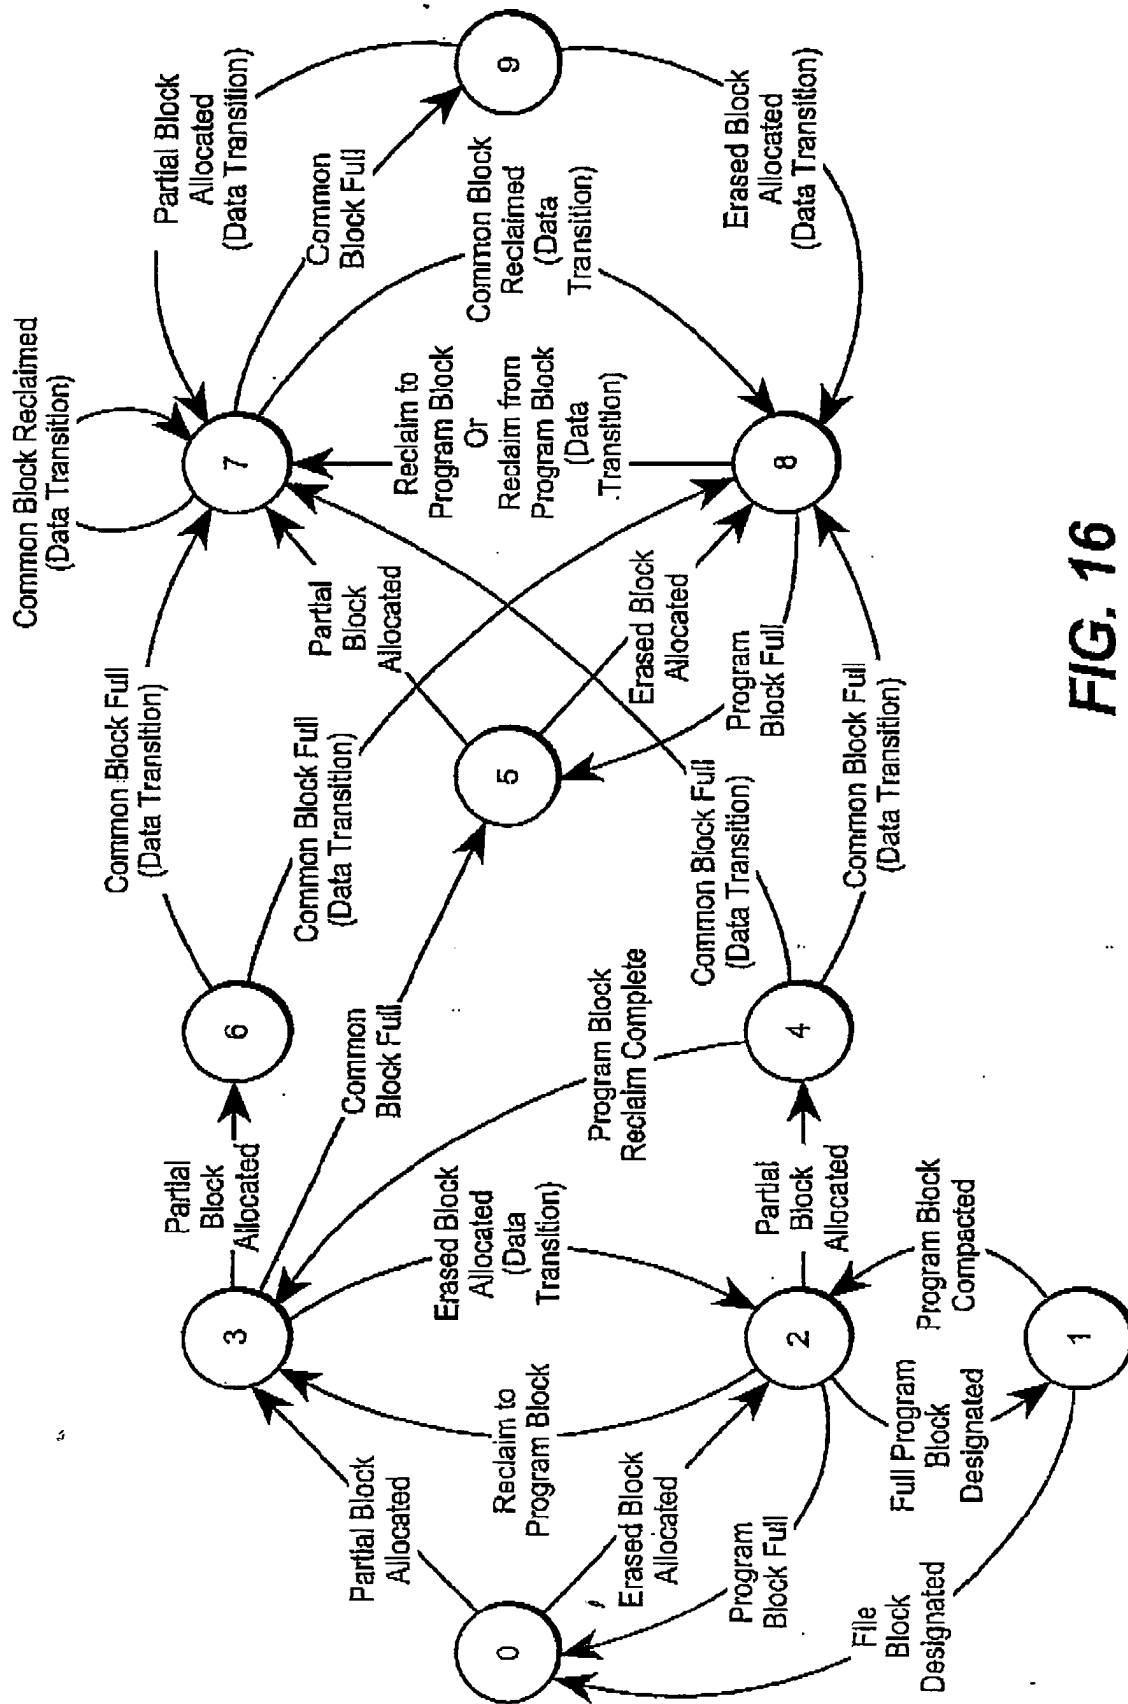 Common Block Reclaimed
(Data Transition)
Partial Block
Allocated
(Data Transition)
Common Block Full
(Data Transition)
Partial
Block
Allocated
Common
Block Full
3
6
7
Partial
Block
Allocated
Common Block Full
(Data Transition)
Partial Block
Allocated
Erased Block
Allocated
(Data
Transition)
Common
Block Full
Reclaim to
Program Block
Or
Reclaim from
Program Block
(Data
Transition)
Common Block
Reclaimed
(Data
Transition)
0
5
9
Reclaim to
Program Block
Program Block
Reclaim Complete
Erased Block
Allocated
Erased Block
Allocated
Common Block Full
(Data Transition)
Program
Block Full
Program
Block Full
Erased Block
Allocated
(Data Transition)
Partial
Block
Allocated
2
4
8
Common Block Full
(Data Transition)
File
Block
Designated
Full Program
Block
Designated
Program Block
Compacted
1
FIG. 16